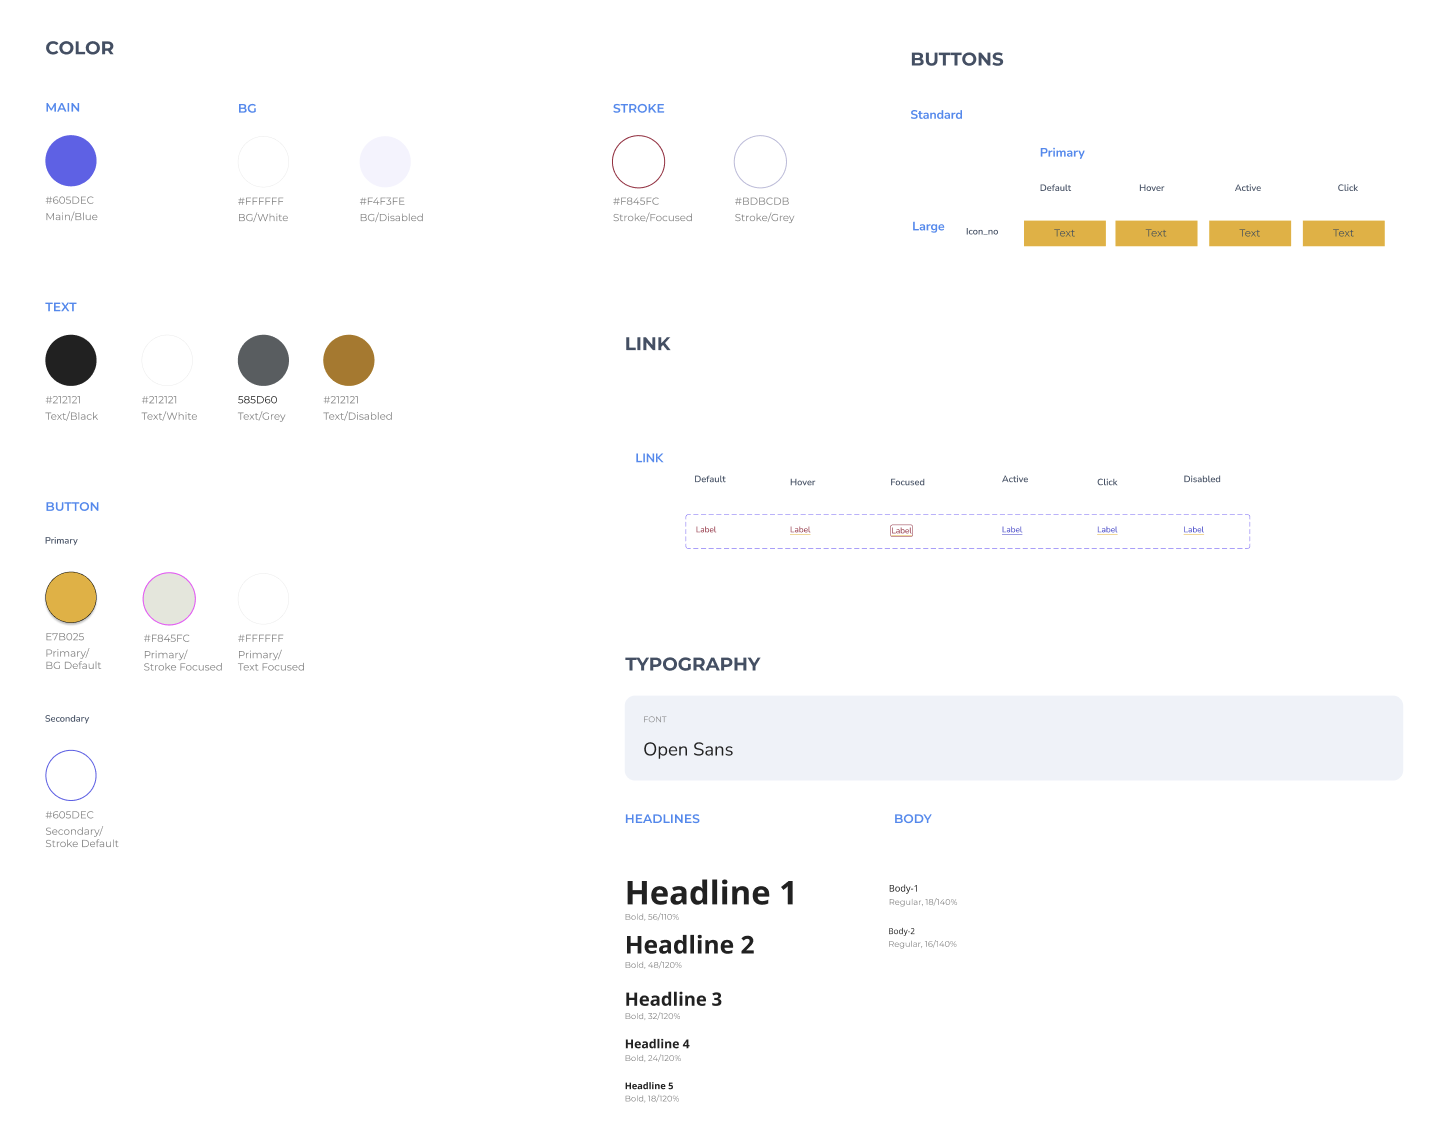 COLOR
MAIN
#605DEC
Main/Blue
BG
#FFFFFF
BG/White
#F4F3FE
BG/Disabled
STROKE
#F845FC
Stroke/Focused
#BDBCDB
Stroke/Grey
TEXT
#212121
Text/Black
#212121
Text/White
585D60
Text/Grey
#212121
Text/Disabled
BUTTON
Primary
E7B025
Primary/
BG Default
#F845FC
Primary/
Stroke Focused
#FFFFFF
Primary/
Text Focused
Secondary
#605DEC
Secondary/
Stroke Default
BUTTONS
Standard
Primary
Default
Hover
Active
Click
Large
Icon_no
Text
Text
Text
Text
LINK
LINK
Default
Hover
Focused
Active
Click
Disabled
Label
Label
Label
Label
Label
Label
TYPOGRAPHY
FONT
Open Sans
HEADLINES
Headline 1
Bold, 56/110%
Headline 2
Bold, 48/120%
Headline 3
Bold, 32/120%
Headline 4
Bold, 24/120%
Headline 5
Bold, 18/120%
BODY
Body-1
Regular, 18/140%
Body-2
Regular, 16/140%